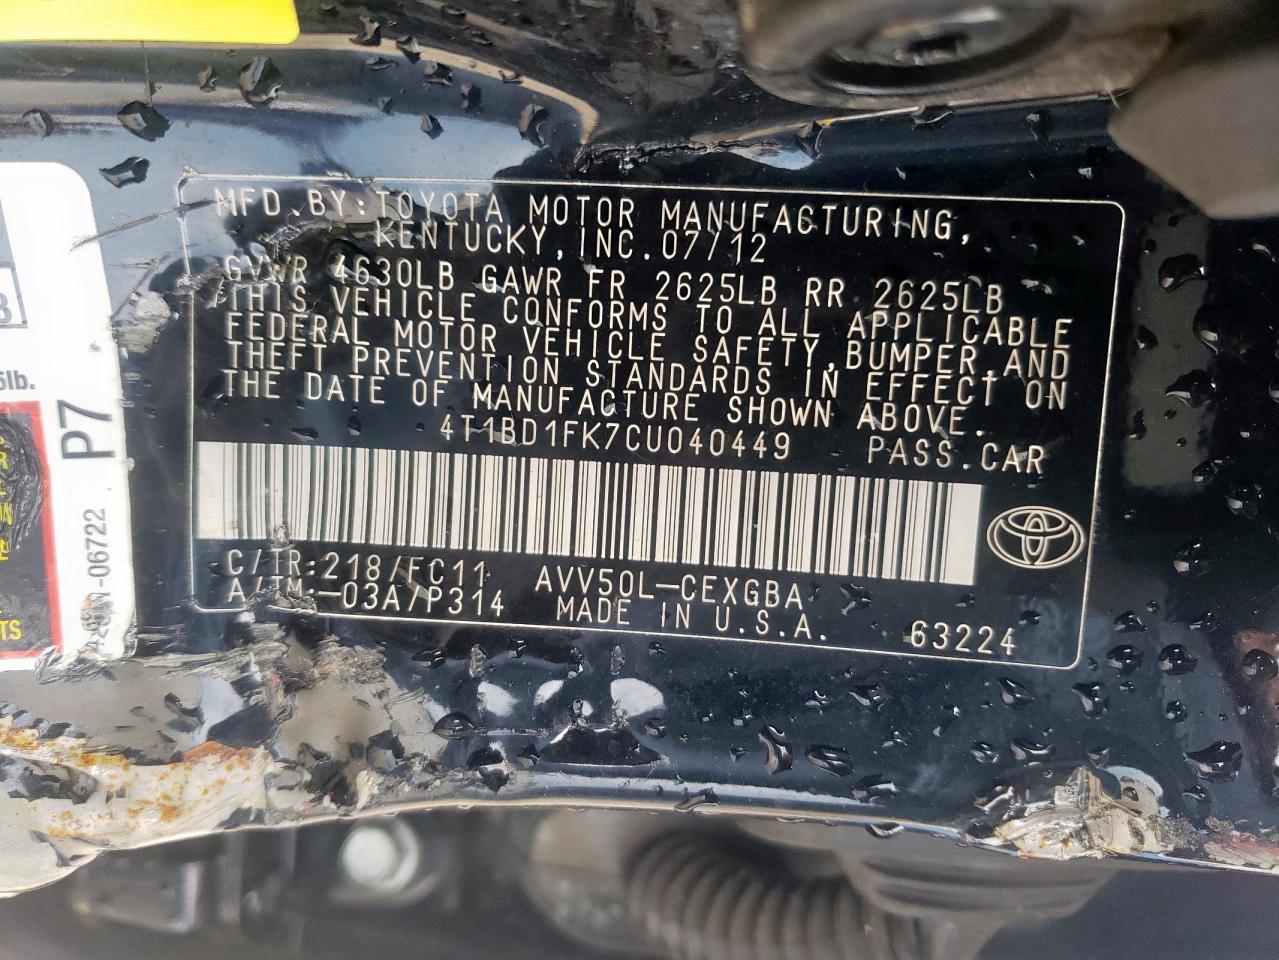 MFD.BY:TOYOTA MOTOR MANUFACTURING,
KENTUCKY, INC. 07/12
GVWR 4630LB GAWR FR 2625LB RR 2625LB
THIS VEHICLE CONFORMS TO ALL APPLICABLE
FEDERAL MOTOR VEHICLE SAFETY,BUMPER,AND
THEFT PREVENTION STANDARDS IN EFFECT ON
THE DATE OF MANUFACTURE SHOWN ABOVE.
4T1BD1FK7CU040449 PASS.CAR
C/TR:218/FC11 AVV50L-CEXGBA
A/TM:-03A/P314 MADE IN U.S.A. 63224
P7
-06722